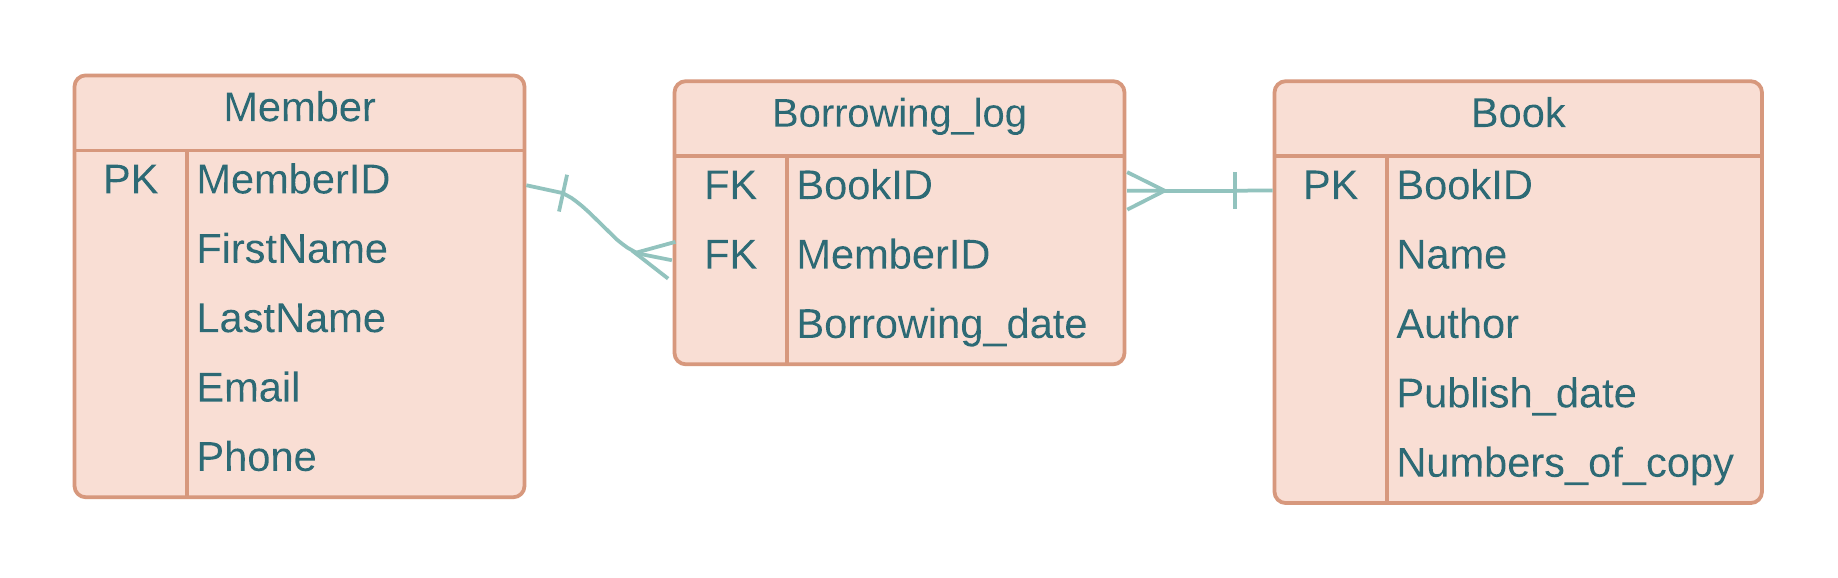 Member
PK MemberID
FirstName
LastName
Email
Phone
Borrowing_log
FK BookID
FK MemberID
Borrowing_date
Book
PK BookID
Name
Author
Publish_date
Numbers_of_copy